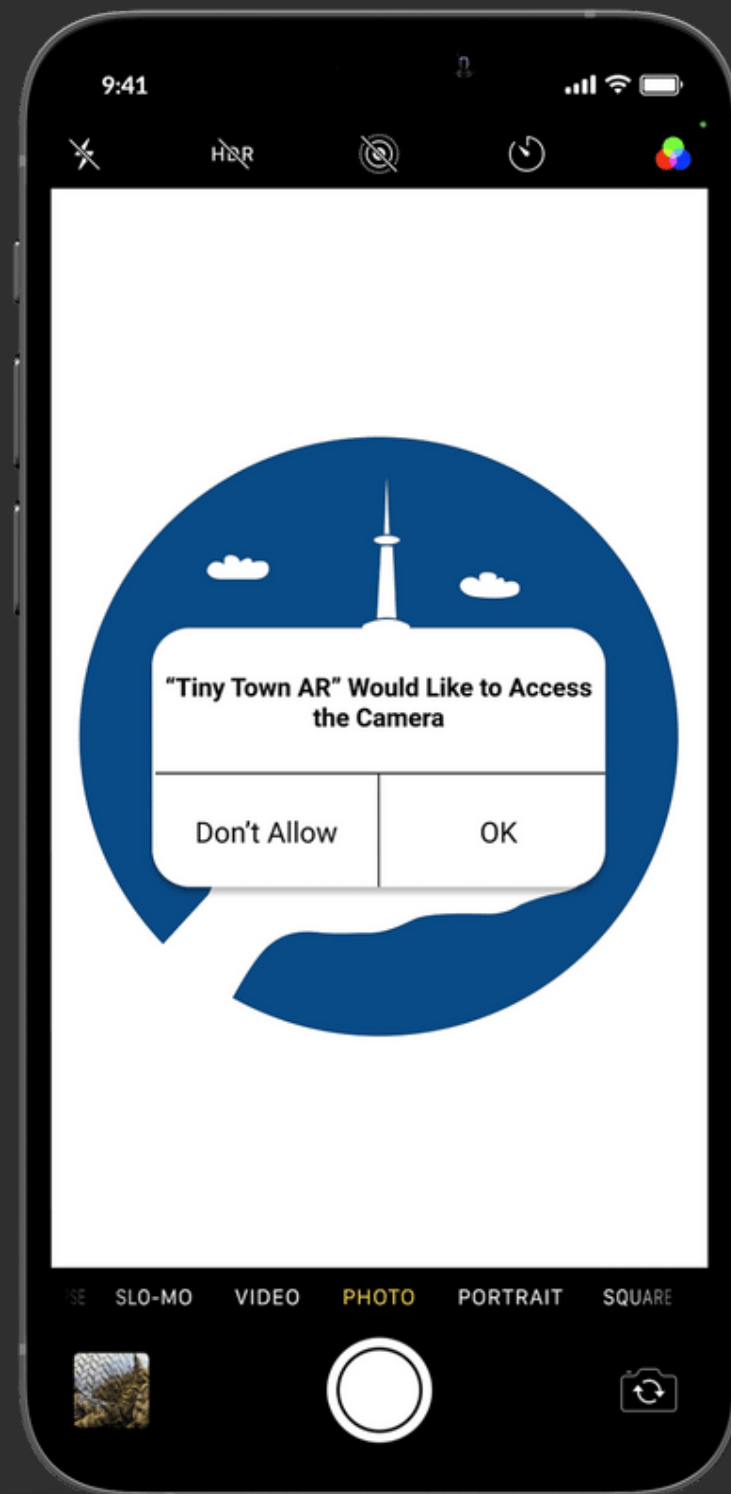 9:41
HDR
“Tiny Town AR” Would Like to Access
the Camera
Don’t Allow
OK
SLO-MO
VIDEO
PHOTO
PORTRAIT
SQUARE